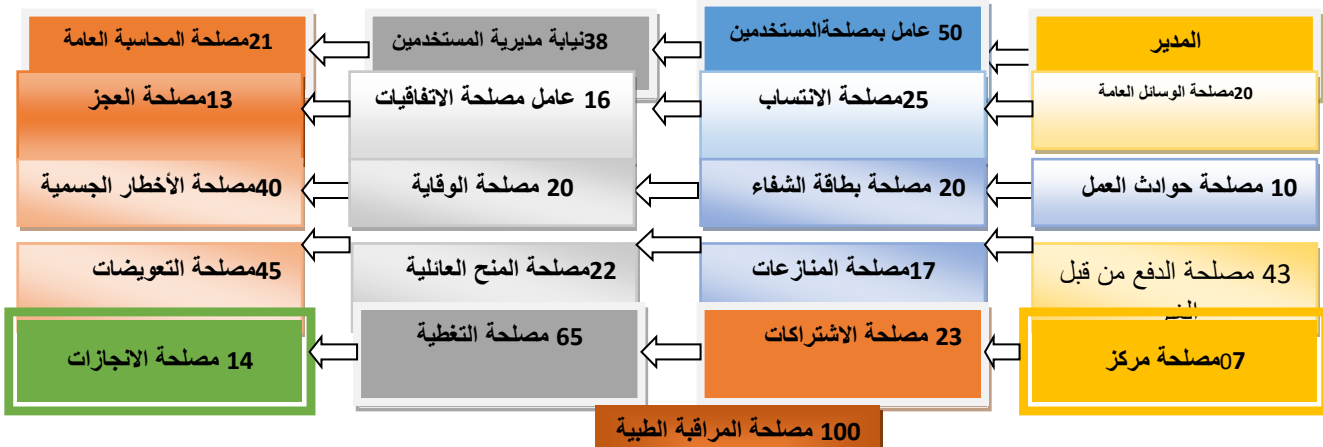 المدير
50 عامل بمصلحةالمستخدمين
38نيابة مديرية المستخدمين
21مصلحة المحاسبة العامة
20مصلحة الوسائل العامة
25مصلحة الانتساب
16 عامل مصلحة الاتفاقيات
13مصلحة العجز
10 مصلحة حوادث العمل
20 مصلحة بطاقة الشفاء
20 مصلحة الوقاية
40مصلحة الأخطار الجسمية
43 مصلحة الدفع من قبل
17مصلحة المنازعات
22مصلحة المنح العائلية
45مصلحة التعويضات
07مصلحة مركز
23 مصلحة الاشتراكات
65 مصلحة التغطية
14 مصلحة الانجازات
100 مصلحة المراقبة الطبية